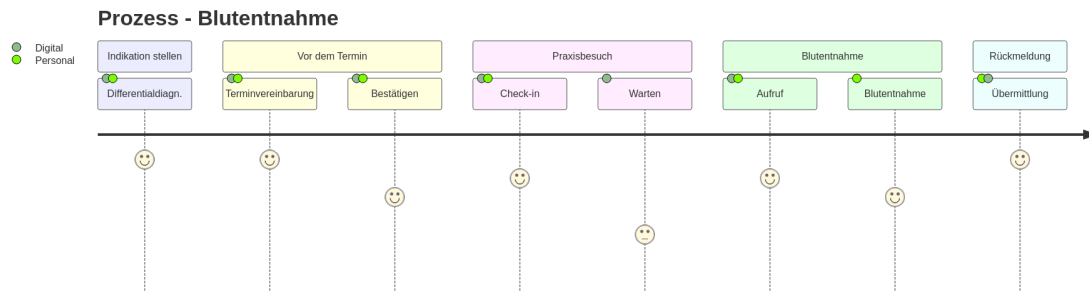 Prozess - Blutentnahme
Digital
Personal
Indikation stellen
Vor dem Termin
Praxisbesuch
Blutentnahme
Rückmeldung
Differentialdiagn.
Terminvereinbarung
Bestätigen
Check-in
Warten
Aufruf
Blutentnahme
Übermittlung